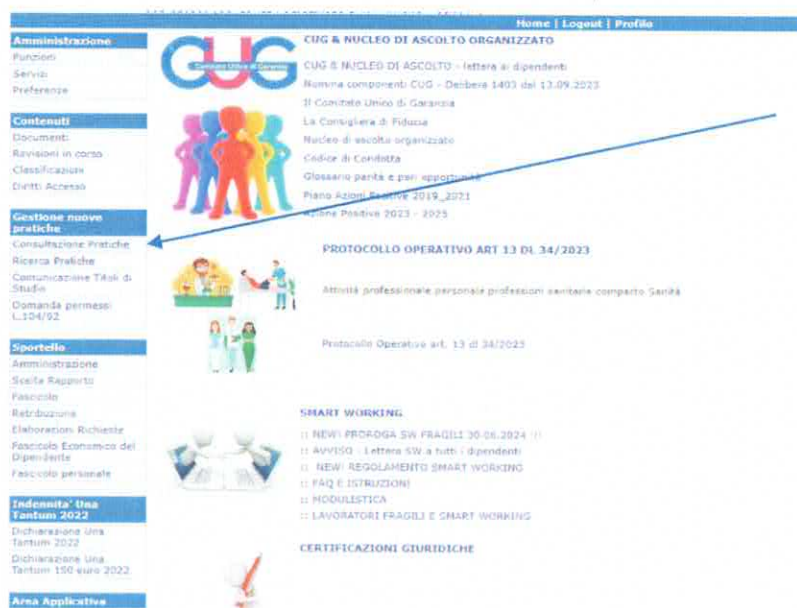 Home | Logout | Profilo
Amministrazione
Funzioni
Servizi
Preferenze
Contenuti
Documenti
Revisioni in corso
Classificazioni
Diritti Accesso
Gestione nuove
pratiche
Consultazione Pratiche
Ricerca Pratiche
Comunicazione Titoli di
Studio
Domanda permessi
L.104/92
Sportello
Amministrazione
Scelta Rapporto
Fascicolo
Retribuzione
Elaborazioni Richieste
Fascicolo Economico del
Dipendente
Fascicolo personale
Indennita' Una
Tantum 2022
Dichiarazione Una
Tantum 2022
Dichiarazione Una
Tantum 150 euro 2022
Area Applicativa
CUG
Comitato Unico di Garanzia
CUG & NUCLEO DI ASCOLTO ORGANIZZATO
CUG & NUCLEO DI ASCOLTO - lettera ai dipendenti
Nomina componenti CUG - Delibera 1403 del 13.09.2023
Il Comitato Unico di Garanzia
La Consigliera di Fiducia
Nucleo di ascolto organizzato
Codice di Condotta
Glossario parità e pari opportunità
Piano Azioni Positive 2019_2021
Azione Positive 2023 - 2025
PROTOCOLLO OPERATIVO ART 13 DL 34/2023
Attività professionale personale professioni sanitarie comparto Sanità
Protocollo Operativo art. 13 dl 34/2023
SMART WORKING
:: NEW! PROROGA SW FRAGILI 30.06.2024 !!!
:: AVVISO - Lettera SW a tutti i dipendenti
:: NEW! REGOLAMENTO SMART WORKING
:: FAQ E ISTRUZIONI
:: MODULISTICA
:: LAVORATORI FRAGILI E SMART WORKING
CERTIFICAZIONI GIURIDICHE